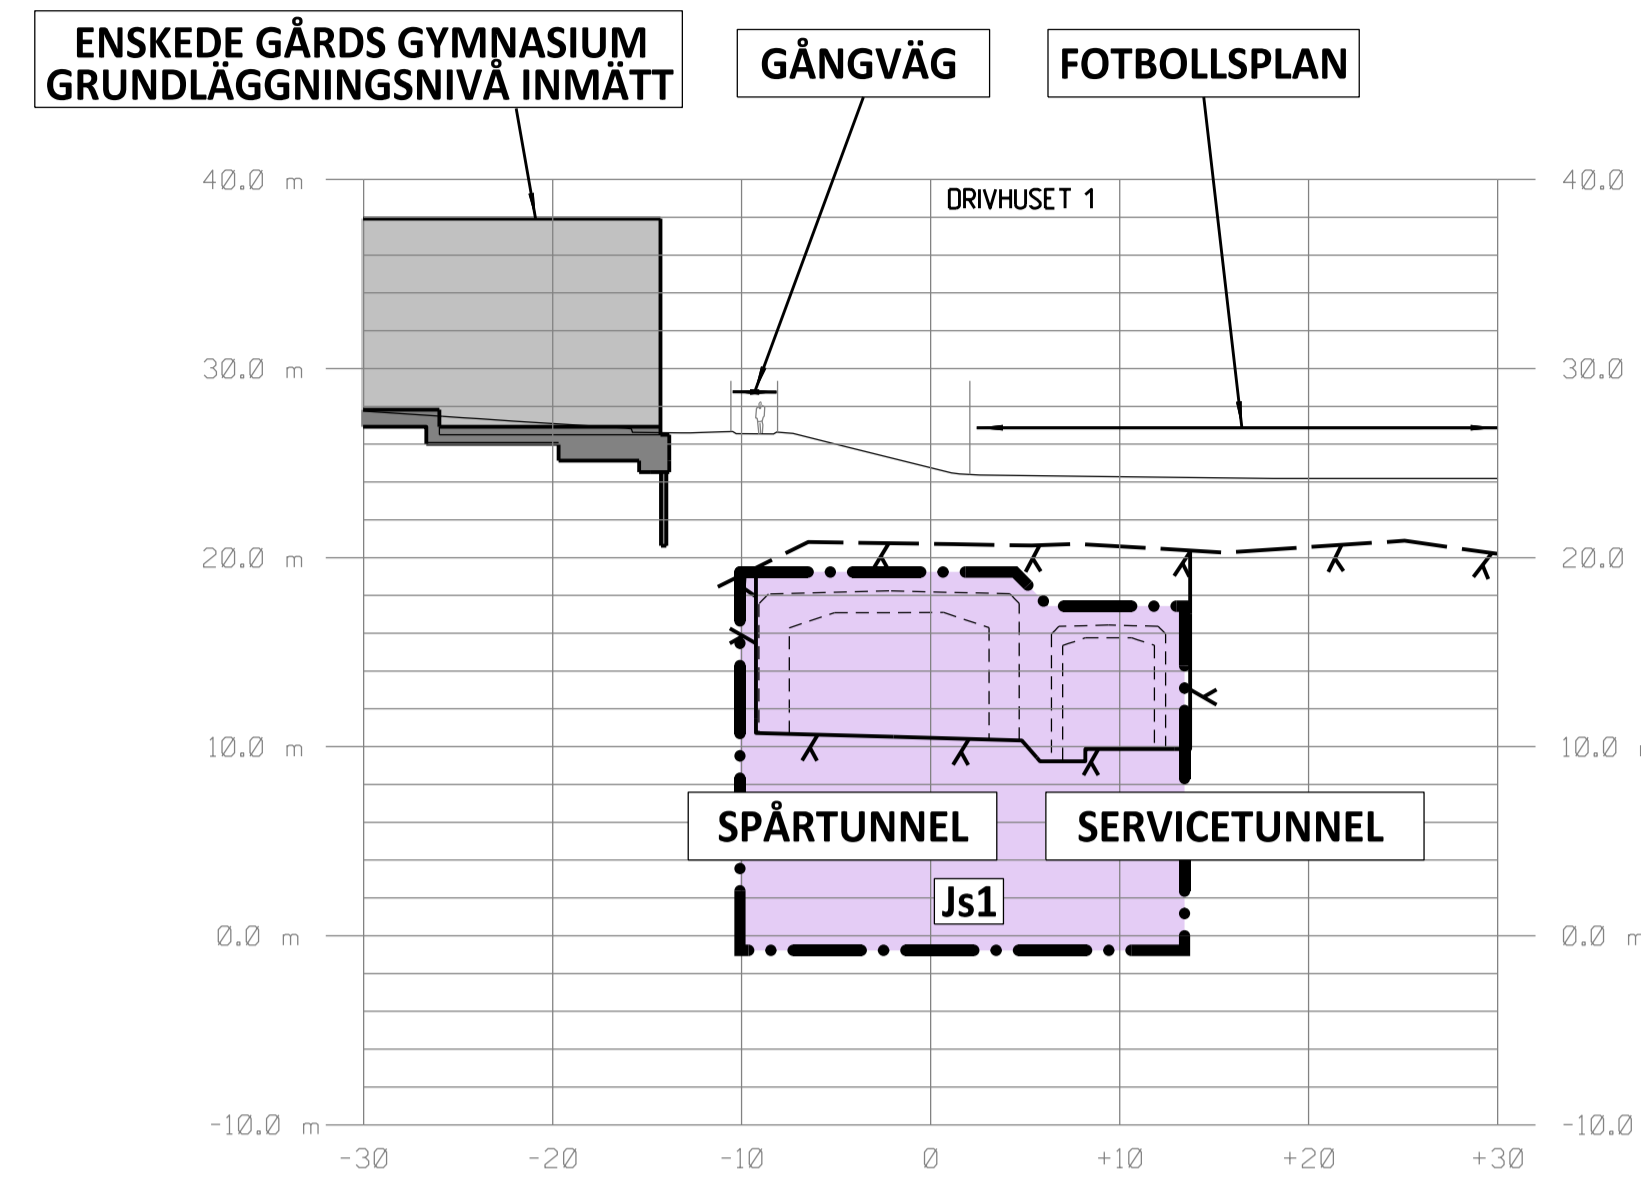 ENSKEDE GÅRDS GYMNASIUM
GRUNDLÄGGNINGSNIVÅ INMÄTT
GÅNGVÄG
FOTBOLLSPLAN
40.0 m
40.0
DRIVHUSET 1
30.0 m
30.0
20.0 m
20.0
10.0 m
10.0 m
SPÅRTUNNEL
SERVICETUNNEL
Js1
0.0 m
0.0 m
-10.0 m
-10.0
-30
-20
-10
0
+10
+20
+30